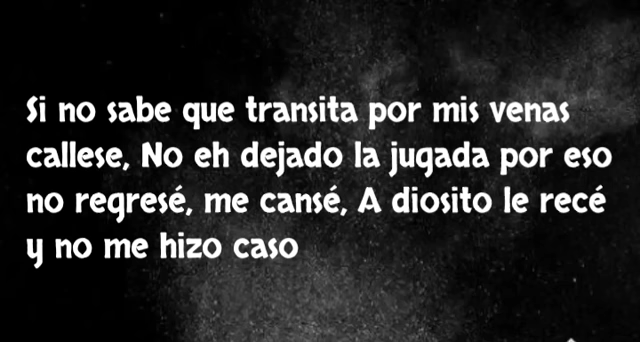 Si no sabe que transita por mis venas
callese, No eh dejado la jugada por eso
no regresé, me cansé, A diosito le recé
y no me hizo caso